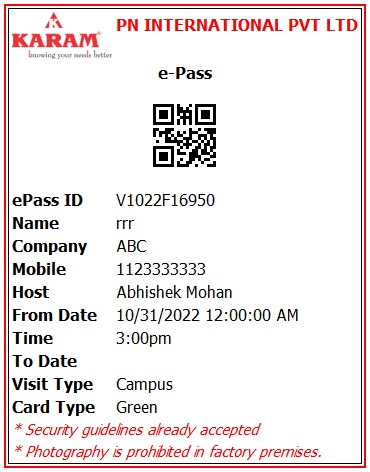 KARAM®
knowing your needs better
PN INTERNATIONAL PVT LTD
e-Pass
ePass ID V1022F16950
Name rrr
Company ABC
Mobile 1123333333
Host Abhishek Mohan
From Date 10/31/2022 12:00:00 AM
Time 3:00pm
To Date
Visit Type Campus
Card Type Green
* Security guidelines already accepted
* Photography is prohibited in factory premises.